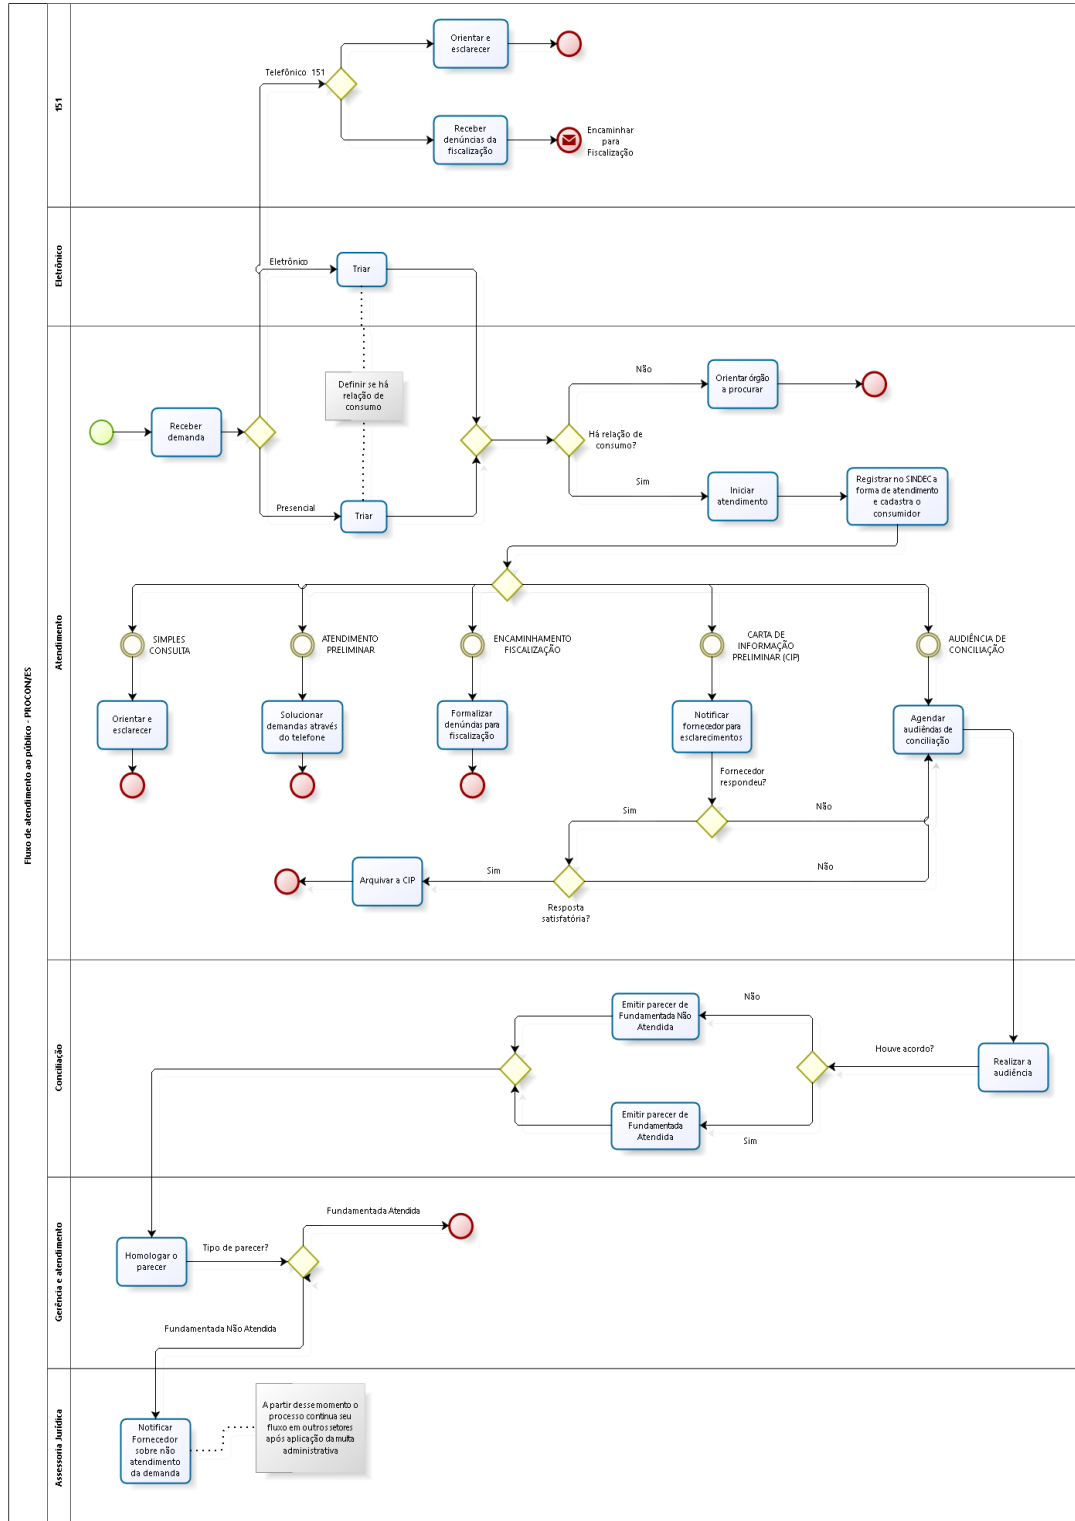 Fluxo de atendimento ao público - PROCON/ES
151
Telefônico 151
Orientar e
esclarecer
Receber
denúncias da
fiscalização
Encaminhar
para
Fiscalização
Eletrônico
Eletrônico
Triar
Atendimento
Definir se há
relação de
consumo
Receber
demanda
Presencial
Triar
Há relação de
consumo?
Não
Orientar órgão
a procurar
Sim
Iniciar
atendimento
Registrar no SINDEC a
forma de atendimento
e cadastra o
consumidor
SIMPLES
CONSULTA
ATENDIMENTO
PRELIMINAR
ENCAMINHAMENTO
FISCALIZAÇÃO
CARTA DE
INFORMAÇÃO
PRELIMINAR (CIP)
AUDIÊNCIA DE
CONCILIAÇÃO
Orientar e
esclarecer
Solucionar
demandas através
do telefone
Formalizar
denúndas para
fiscalização
Notificar
fornecedor para
esclarecimentos
Agendar
audiências de
conciliação
Fornecedor
respondeu?
Sim
Não
Arquivar a CIP
Sim
Não
Resposta
satisfatória?
Conciliação
Emitir parecer de
Fundamentada Não
Atendida
Não
Houve acordo?
Realizar a
audiência
Emitir parecer de
Fundamentada
Atendida
Sim
Gerência e atendimento
Fundamentada Atendida
Homologar o
parecer
Tipo de parecer?
Fundamentada Não Atendida
Assessoria Jurídica
Notificar
Fornecedor
sobre não
atendimento
da demanda
A partir desse momento o
processo continua seu
fluxo em outros setores
após aplicação da multa
administrativa